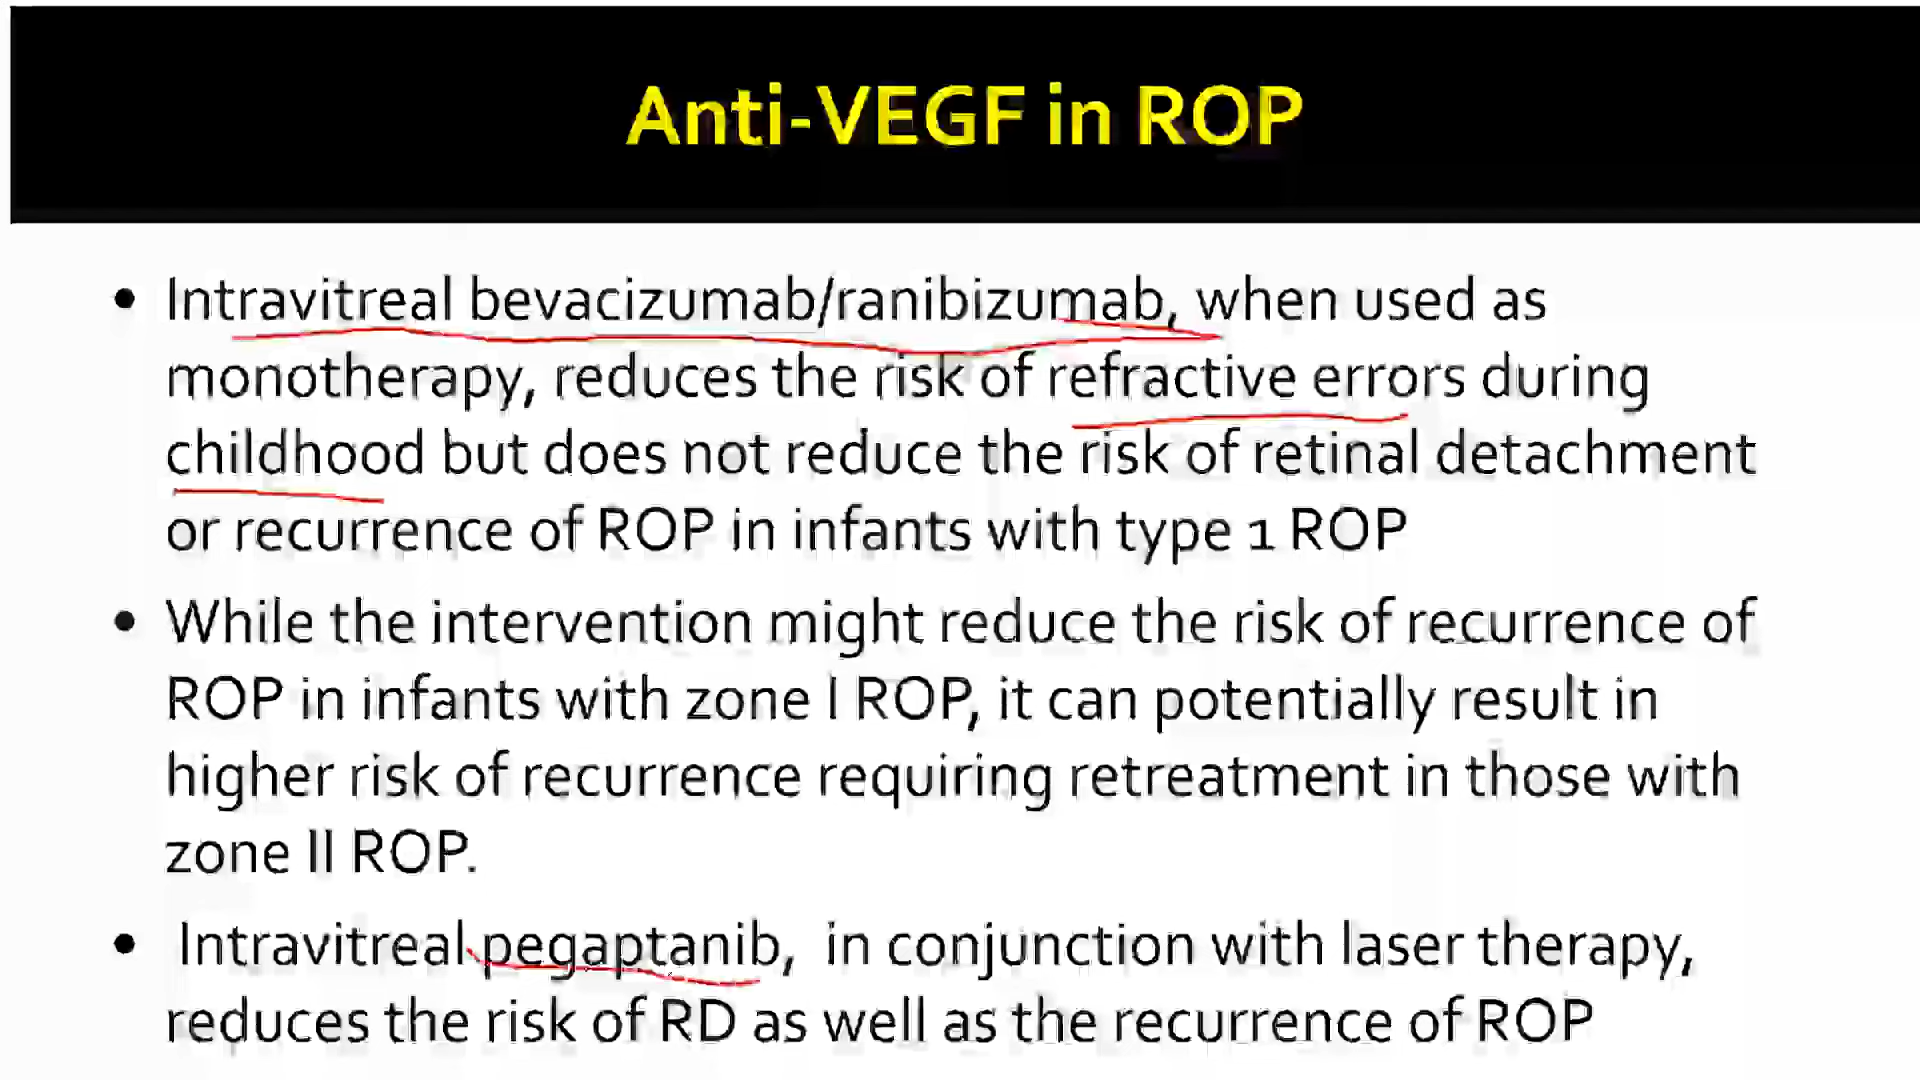 Anti-VEGF in ROP
• Intravitreal bevacizumab/ranibizumab, when used as
monotherapy, reduces the risk of refractive errors during
childhood but does not reduce the risk of retinal detachment
or recurrence of ROP in infants with type 1 ROP
• While the intervention might reduce the risk of recurrence of
ROP in infants with zone I ROP, it can potentially result in
higher risk of recurrence requiring retreatment in those with
zone II ROP.
• Intravitreal pegaptanib, in conjunction with laser therapy,
reduces the risk of RD as well as the recurrence of ROP